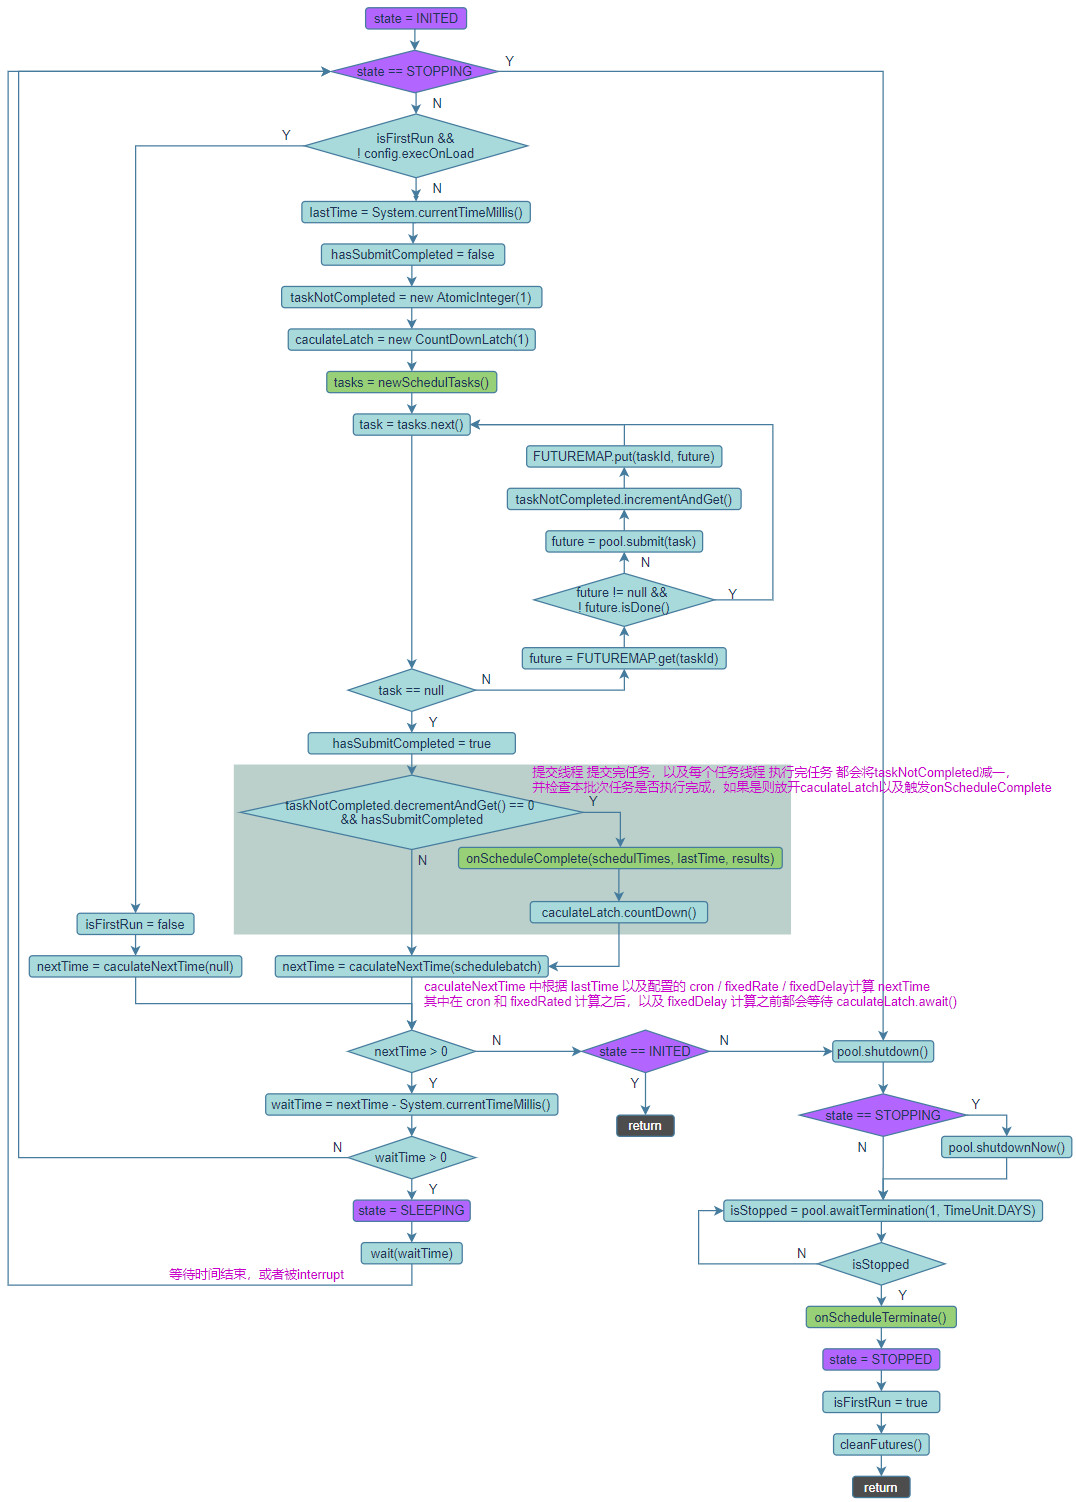 state = INITED
state == STOPPING
Y
N
isFirstRun &&
! config.execOnLoad
Y
N
lastTime = System.currentTimeMillis()
hasSubmitCompleted = false
taskNotCompleted = new AtomicInteger(1)
caculateLatch = new CountDownLatch(1)
tasks = newSchedulTasks()
task = tasks.next()
FUTUREMAP.put(taskId, future)
taskNotCompleted.incrementAndGet()
future = pool.submit(task)
N
future != null &&
! future.isDone()
Y
future = FUTUREMAP.get(taskId)
task == null
N
Y
hasSubmitCompleted = true
提交线程 提交完任务，以及每个任务线程 执行完任务 都会将taskNotCompleted减一，
并检查本批次任务是否执行完成，如果是则放开caculateLatch以及触发onScheduleComplete
taskNotCompleted.decrementAndGet() == 0
&& hasSubmitCompleted
Y
N
onScheduleComplete(schedulTimes, lastTime, results)
caculateLatch.countDown()
isFirstRun = false
nextTime = caculateNextTime(null)
nextTime = caculateNextTime(schedulebatch)
caculateNextTime 中根据 lastTime 以及配置的 cron / fixedRate / fixedDelay计算 nextTime
其中在 cron 和 fixedRated 计算之后，以及 fixedDelay 计算之前都会等待 caculateLatch.await()
nextTime > 0
N
Y
state == INITED
N
Y
return
pool.shutdown()
waitTime = nextTime - System.currentTimeMillis()
state == STOPPING
Y
N
pool.shutdownNow()
waitTime > 0
N
Y
state = SLEEPING
wait(waitTime)
等待时间结束，或者被interrupt
isStopped = pool.awaitTermination(1, TimeUnit.DAYS)
isStopped
N
Y
onScheduleTerminate()
state = STOPPED
isFirstRun = true
cleanFutures()
return